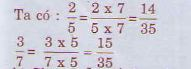 Ta có : 2/5 = 2 x 7 / 5 x 7 = 14/35
3/7 = 3 x 5 / 7 x 5 = 15/35